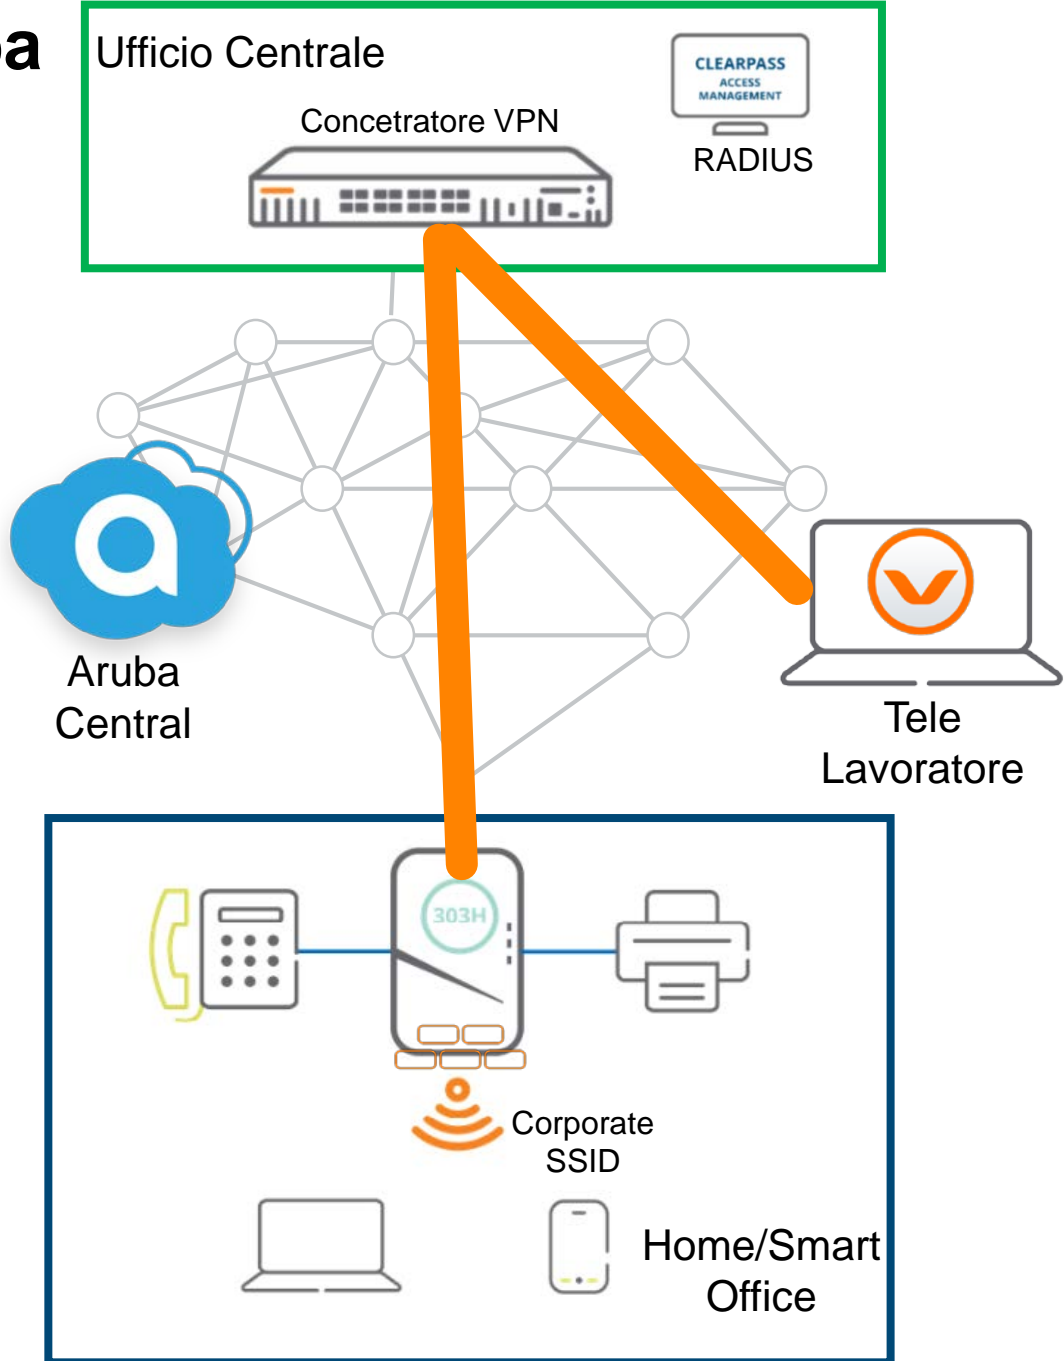 Ufficio Centrale
CLEARPASS
ACCESS
MANAGEMENT
Concetratore VPN
RADIUS
Aruba
Central
Tele
Lavoratore
303H
Corporate
SSID
Home/Smart
Office